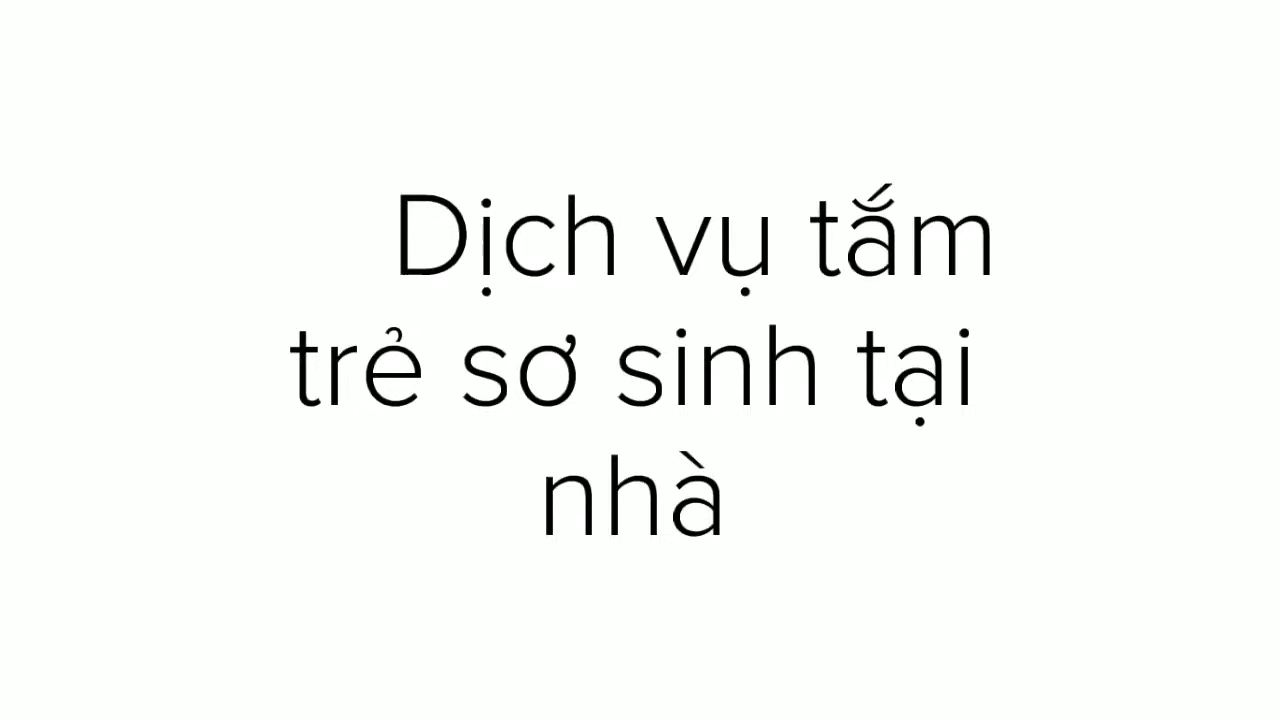 Dịch vụ tắm
trẻ sơ sinh tại
nhà